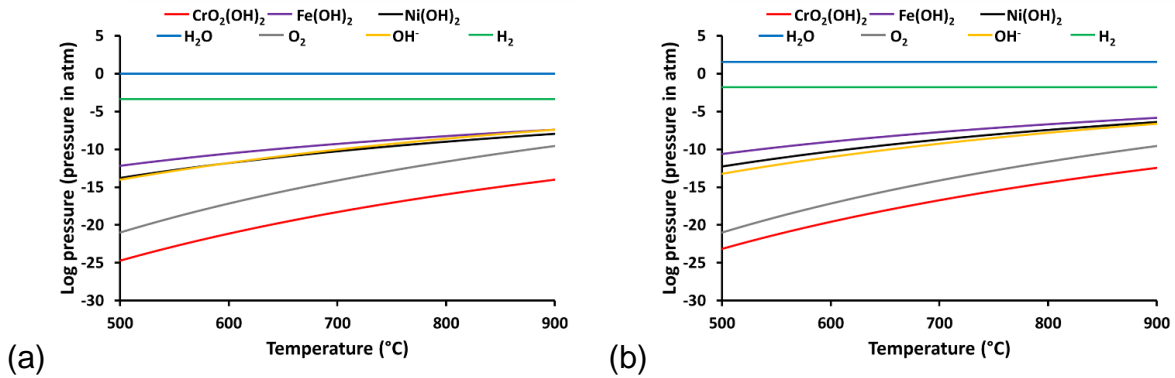 CrO₂(OH)₂ Fe(OH)₂ Ni(OH)₂
H₂O O₂ OH⁻ H₂
Log pressure (pressure in atm)
5
0
-5
-10
-15
-20
-25
-30
500 600 700 800 900
Temperature (°C)
(a)
CrO₂(OH)₂ Fe(OH)₂ Ni(OH)₂
H₂O O₂ OH⁻ H₂
Log pressure (pressure in atm)
5
0
-5
-10
-15
-20
-25
-30
500 600 700 800 900
Temperature (°C)
(b)